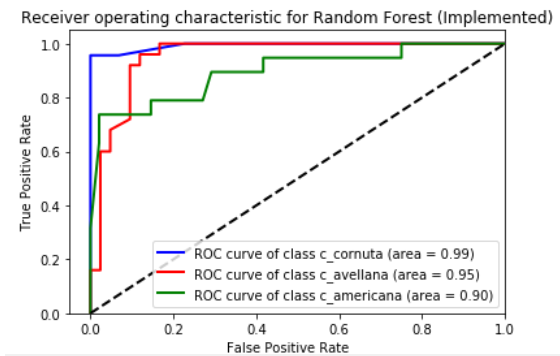 Receiver operating characteristic for Random Forest (Implemented)
True Positive Rate
1.0
0.8
0.6
0.4
0.2
0.0
ROC curve of class c_cornuta (area = 0.99)
ROC curve of class c_avellana (area = 0.95)
ROC curve of class c_americana (area = 0.90)
0.0 0.2 0.4 0.6 0.8 1.0
False Positive Rate